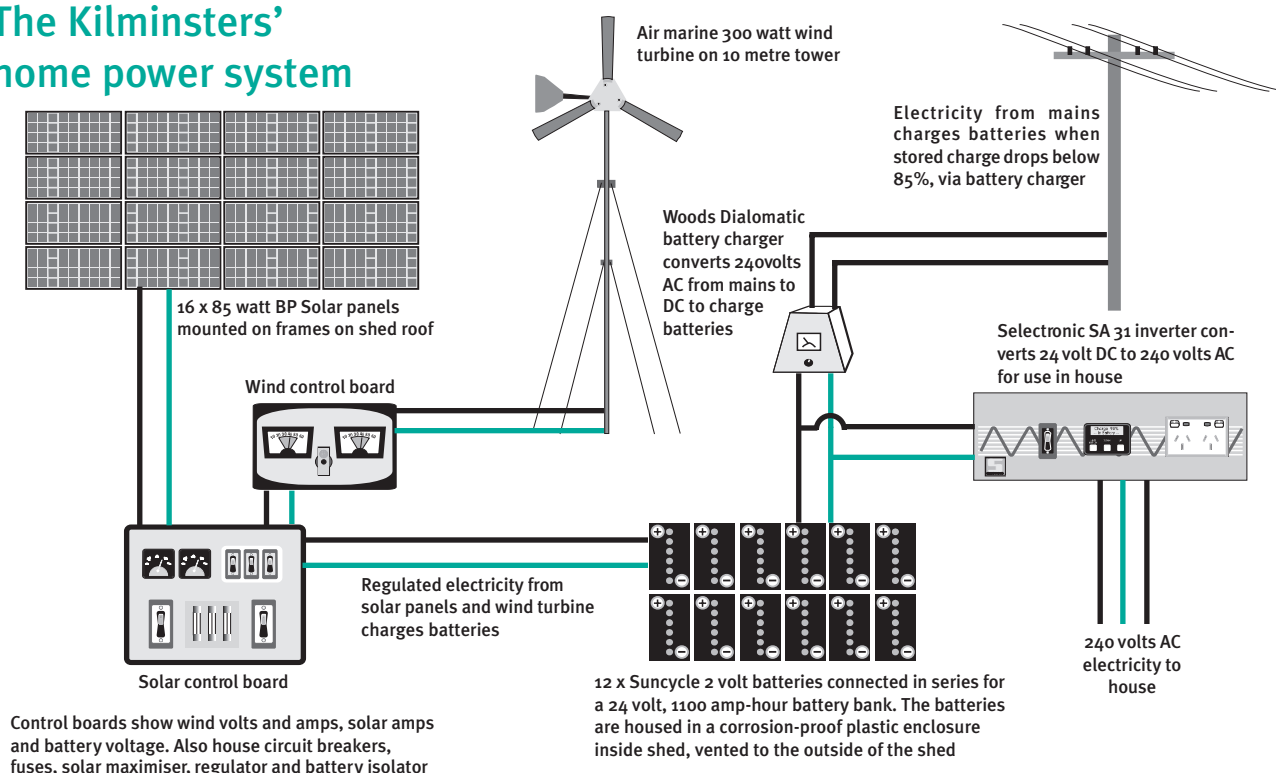 The Kilminsters'
home power system
Air marine 300 watt wind
turbine on 10 metre tower
Electricity from mains
charges batteries when
stored charge drops below
85%, via battery charger
Woods Dialomatic
battery charger
converts 240volts
AC from mains to
DC to charge
batteries
16 x 85 watt BP Solar panels
mounted on frames on shed roof
Selectronic SA 31 inverter con-
verts 24 volt DC to 240 volts AC
for use in house
Wind control board
Regulated electricity from
solar panels and wind turbine
charges batteries
240 volts AC
electricity to
house
Solar control board
12 x Suncycle 2 volt batteries connected in series for
a 24 volt, 1100 amp-hour battery bank. The batteries
are housed in a corrosion-proof plastic enclosure
inside shed, vented to the outside of the shed
Control boards show wind volts and amps, solar amps
and battery voltage. Also house circuit breakers,
fuses, solar maximiser, regulator and battery isolator